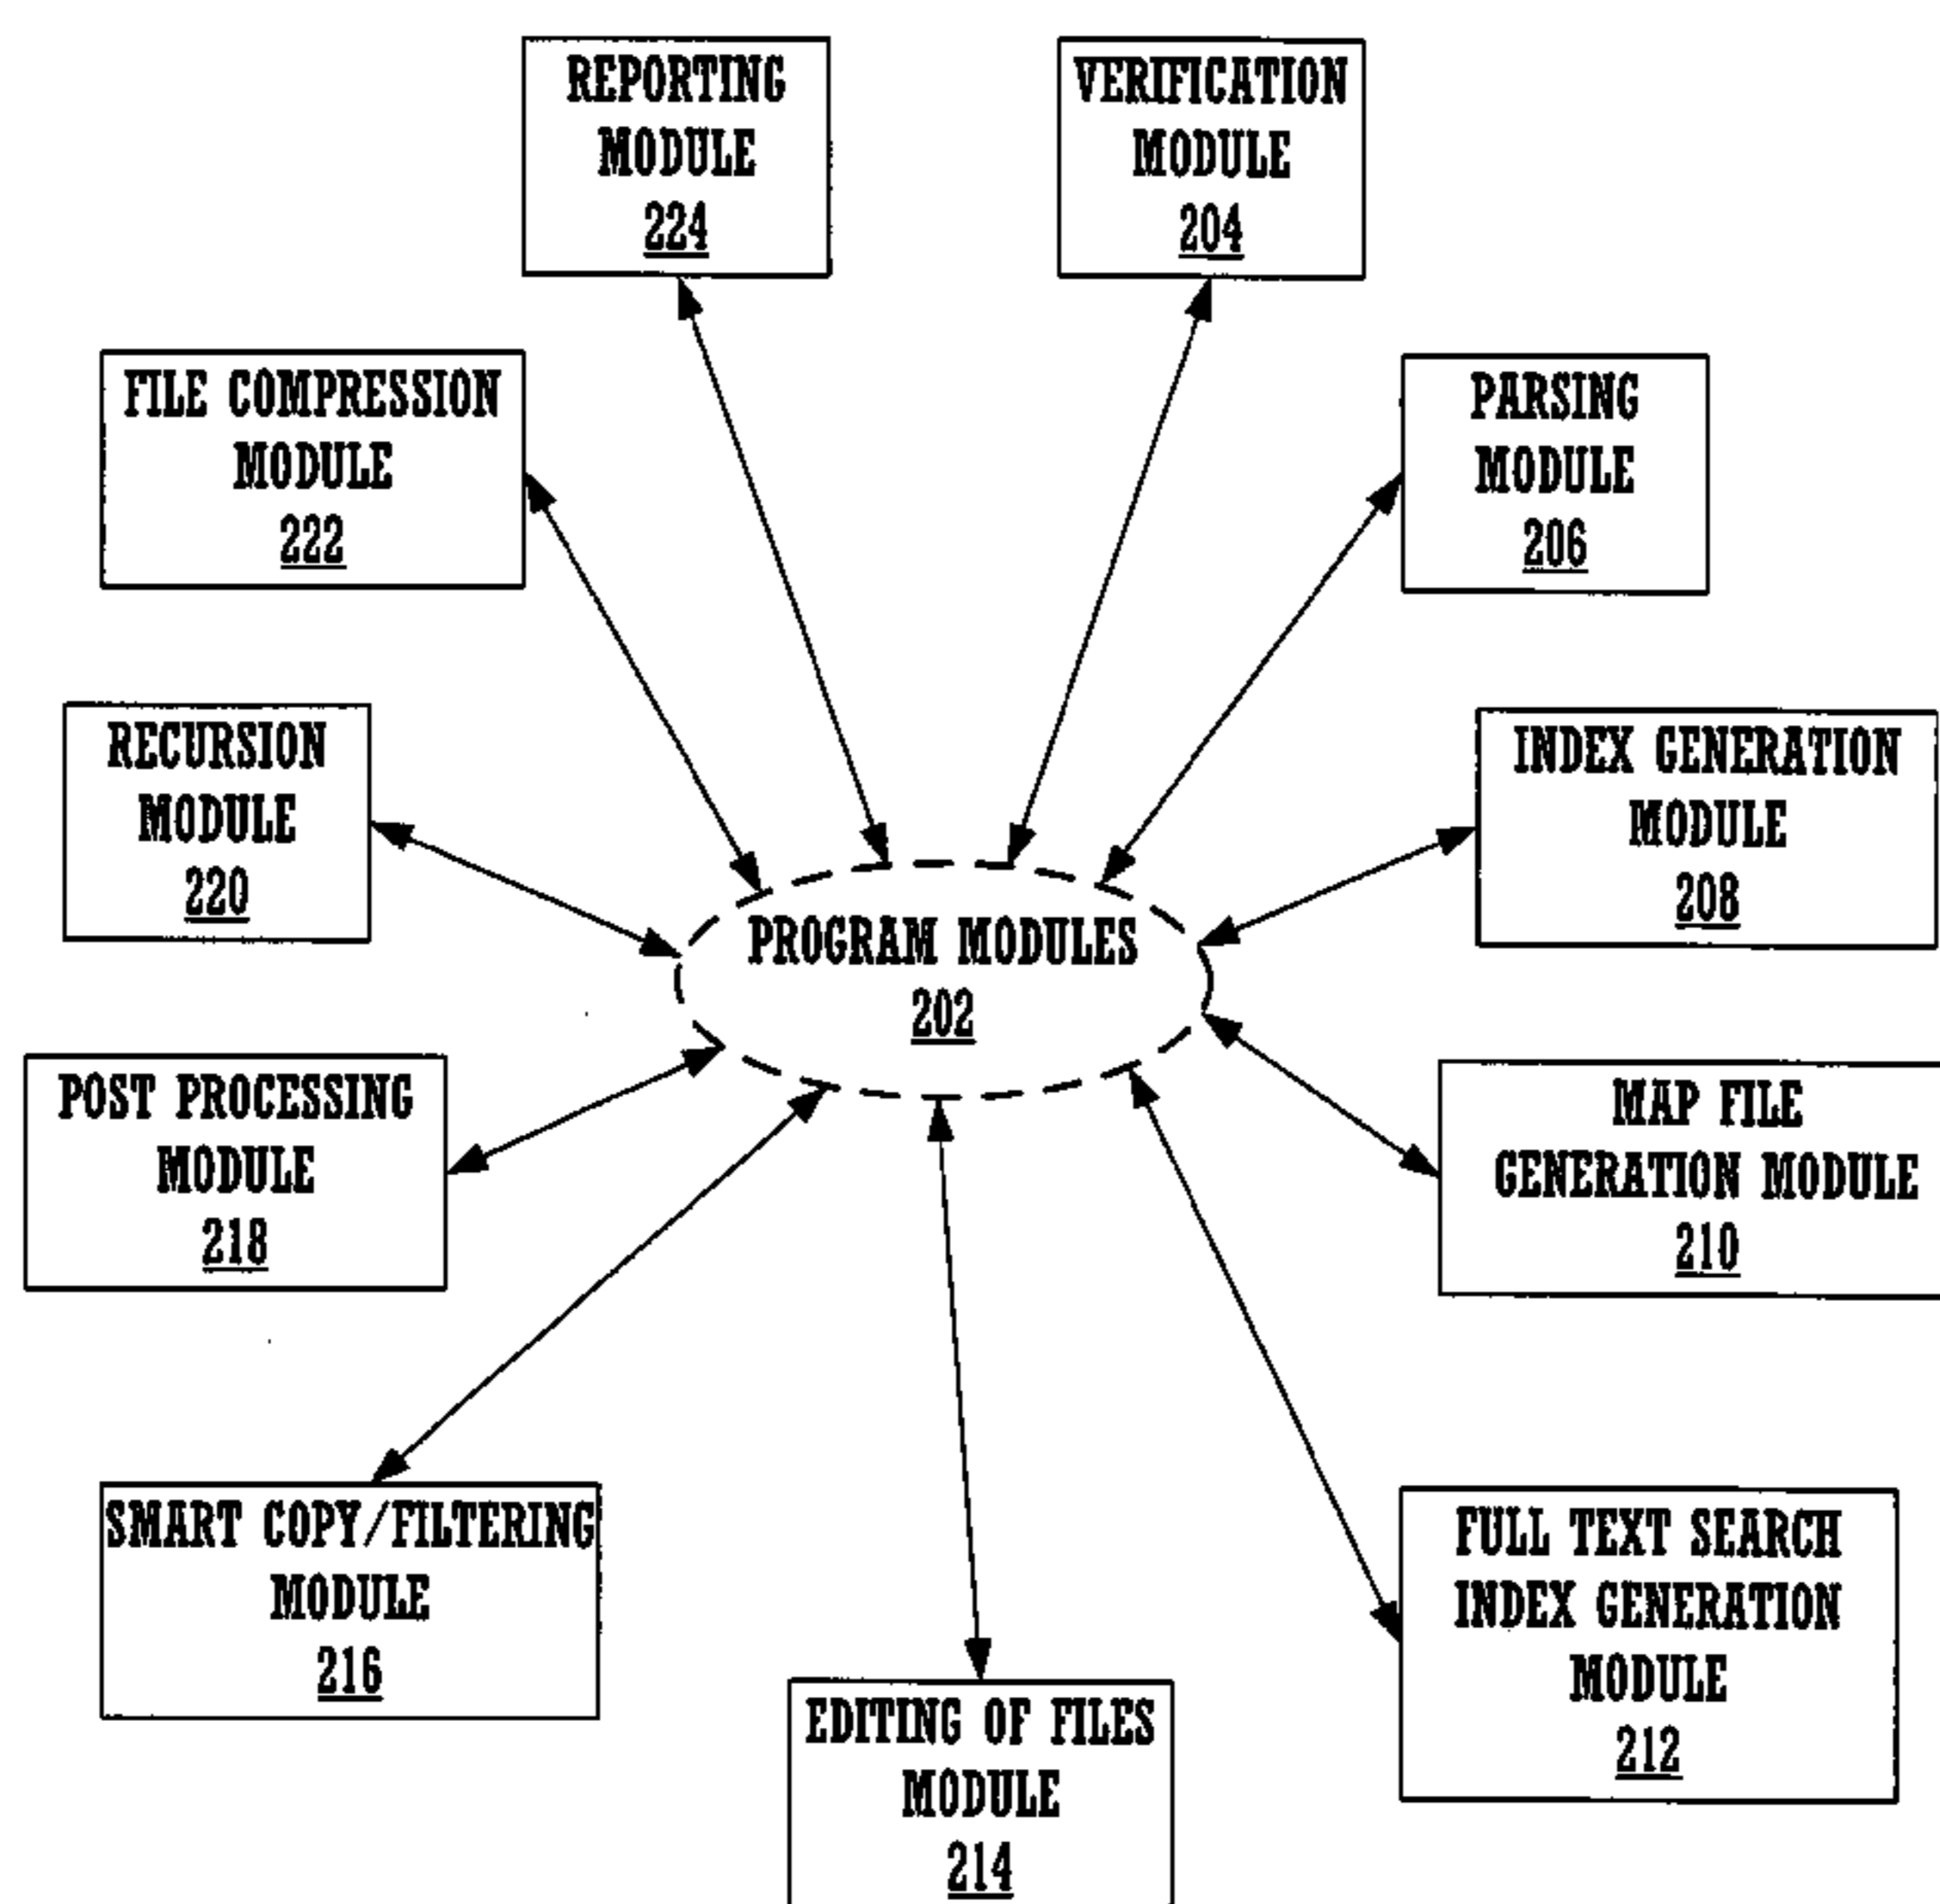 REPORTING
MODULE
224
VERIFICATION
MODULE
204
FILE COMPRESSION
MODULE
222
PARSING
MODULE
206
RECURSION
MODULE
220
INDEX GENERATION
MODULE
208
PROGRAM MODULES
202
POST PROCESSING
MODULE
218
MAP FILE
GENERATION MODULE
210
SMART COPY/FILTERING
MODULE
216
FULL TEXT SEARCH
INDEX GENERATION
MODULE
212
EDITING OF FILES
MODULE
214